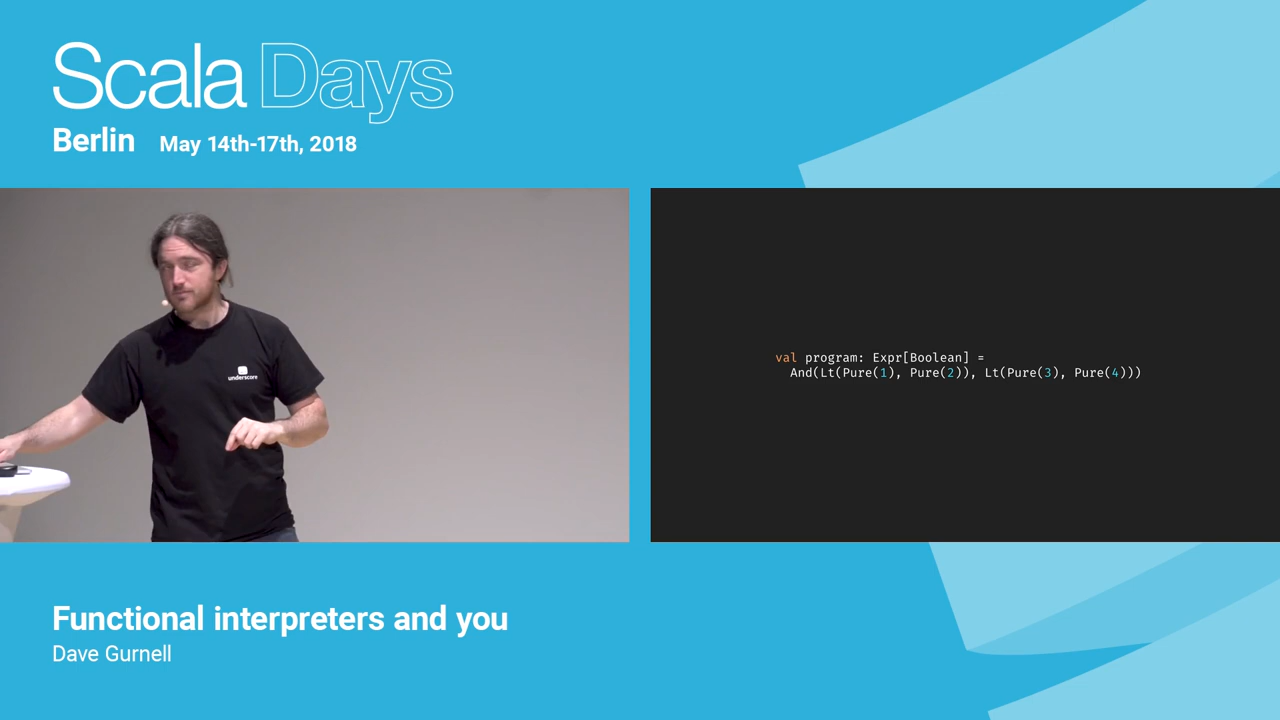 Scala Days
Berlin May 14th-17th, 2018
underscore
val program: Expr[Boolean] =
And(Lt(Pure(1), Pure(2)), Lt(Pure(3), Pure(4)))
Functional interpreters and you
Dave Gurnell